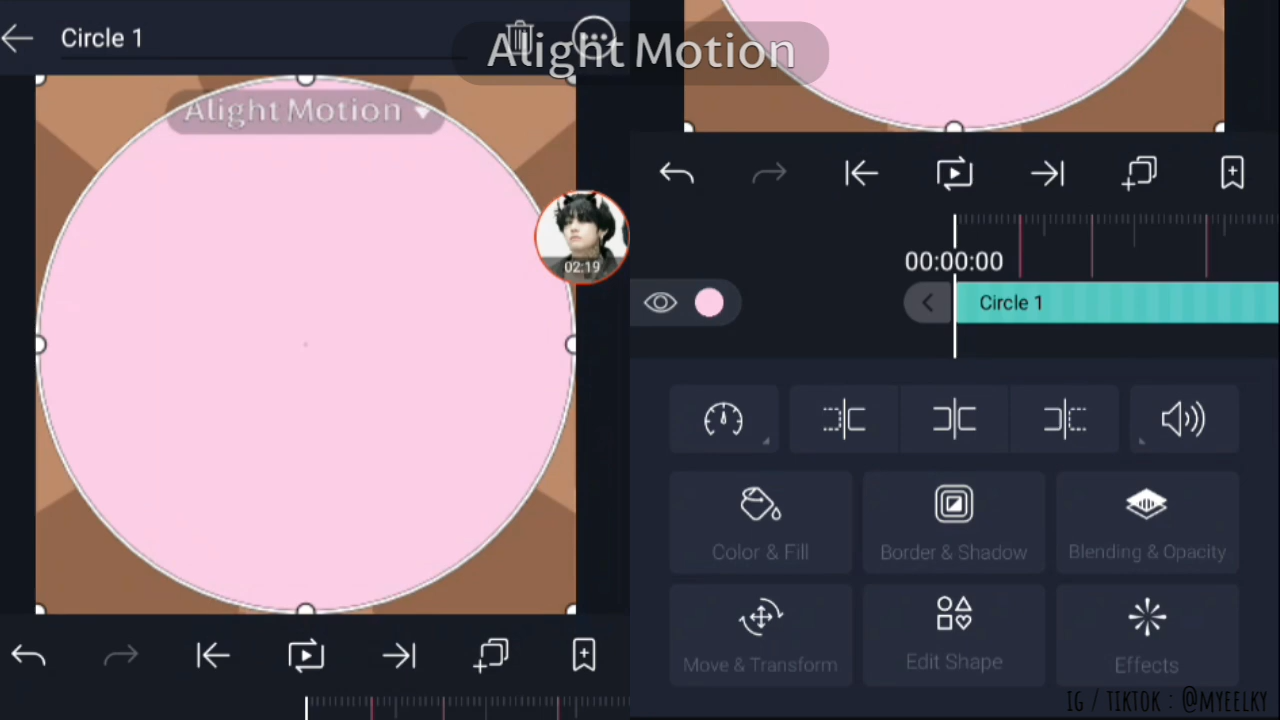 Circle 1
Alight Motion
Alight Motion
02:19
00:00:00
Circle 1
Color & Fill
Border & Shadow
Blending & Opacity
Move & Transform
Edit Shape
Effects
IG / TIKTOK : @MYEELKY